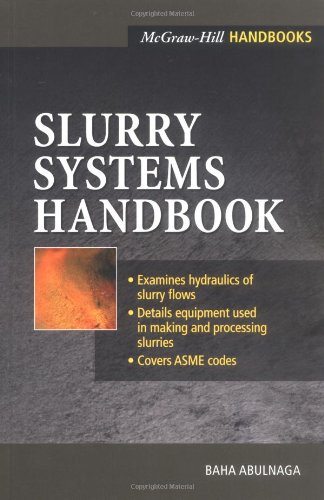 McGraw-Hill HANDBOOKS
SLURRY
SYSTEMS
HANDBOOK
• Examines hydraulics of
slurry flows
• Details equipment used
in making and processing
slurries
• Covers ASME codes
BAHA ABULNAGA